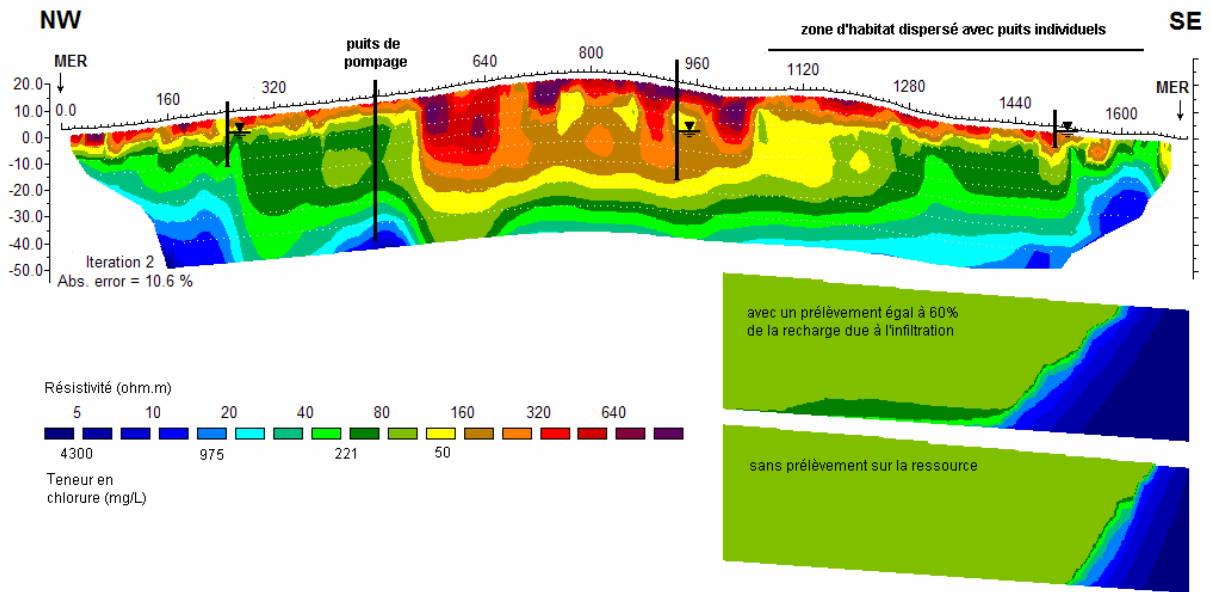 NW
SE
zone d'habitat dispersé avec puits individuels
puits de
pompage
MER
MER
0.0 160 320 640 800 960 1120 1280 1440 1600
20.0
10.0
0.0
-10.0
-20.0
-30.0
-40.0
-50.0
Iteration 2
Abs. error = 10.6 %
avec un prélèvement égal à 60%
de la recharge due à l'infiltration
sans prélèvement sur la ressource
Résistivité (ohm.m)
5 10 20 40 80 160 320 640
4300 975 221 50
Teneur en
chlorure (mg/L)